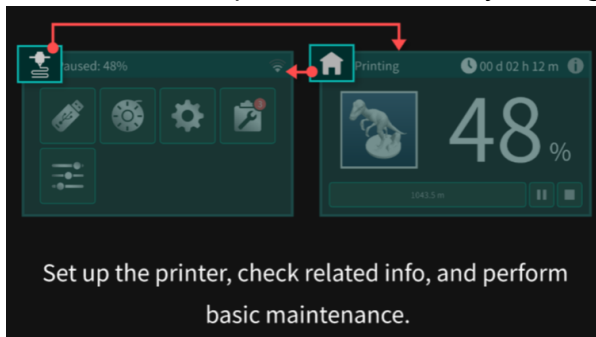 Paused: 48%
Printing
00 d 02 h 12 m
48 %
1643.5 m
Set up the printer, check related info, and perform
basic maintenance.